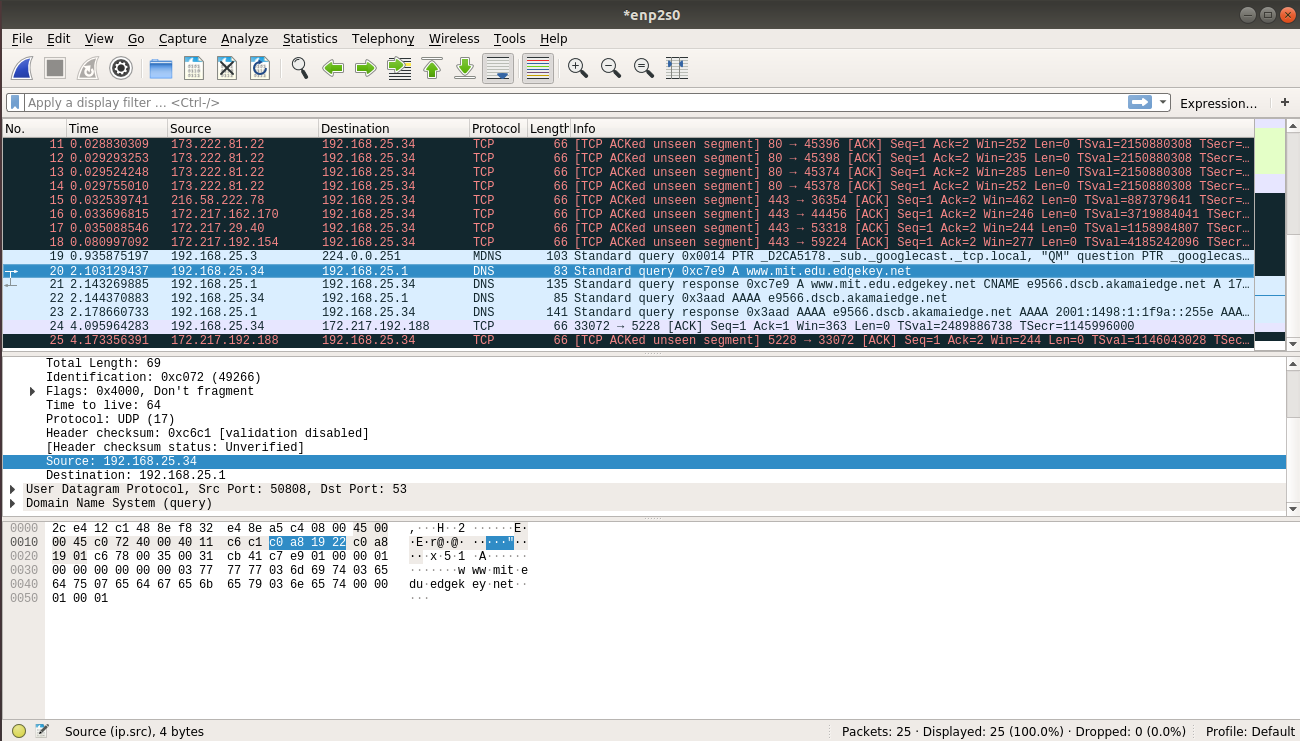 *enp2s0
File Edit View Go Capture Analyze Statistics Telephony Wireless Tools Help
Apply a display filter … <Ctrl-/>
Expression… +
No. Time Source Destination Protocol Length Info
11 0.028830309 173.222.81.22 192.168.25.34 TCP 66 [TCP ACKed unseen segment] 80 → 45396 [ACK] Seq=1 Ack=2 Win=252 Len=0 TSval=2150880308 TSecr=…
12 0.029293253 173.222.81.22 192.168.25.34 TCP 66 [TCP ACKed unseen segment] 80 → 45398 [ACK] Seq=1 Ack=2 Win=235 Len=0 TSval=2150880308 TSecr=…
13 0.029524248 173.222.81.22 192.168.25.34 TCP 66 [TCP ACKed unseen segment] 80 → 45374 [ACK] Seq=1 Ack=2 Win=285 Len=0 TSval=2150880308 TSecr=…
14 0.029755010 173.222.81.22 192.168.25.34 TCP 66 [TCP ACKed unseen segment] 80 → 45378 [ACK] Seq=1 Ack=2 Win=252 Len=0 TSval=2150880308 TSecr=…
15 0.032539741 216.58.222.78 192.168.25.34 TCP 66 [TCP ACKed unseen segment] 443 → 36354 [ACK] Seq=1 Ack=2 Win=462 Len=0 TSval=887379641 TSecr=…
16 0.033696815 172.217.162.170 192.168.25.34 TCP 66 [TCP ACKed unseen segment] 443 → 44456 [ACK] Seq=1 Ack=2 Win=246 Len=0 TSval=3719884041 TSecr…
17 0.035088546 172.217.29.40 192.168.25.34 TCP 66 [TCP ACKed unseen segment] 443 → 53318 [ACK] Seq=1 Ack=2 Win=244 Len=0 TSval=1158984807 TSecr…
18 0.080997092 172.217.192.154 192.168.25.34 TCP 66 [TCP ACKed unseen segment] 443 → 59224 [ACK] Seq=1 Ack=2 Win=277 Len=0 TSval=4185242096 TSecr…
19 0.935875197 192.168.25.3 224.0.0.251 MDNS 103 Standard query 0x0014 PTR _D2CA5178._sub._googlecast._tcp.local, "QM" question PTR _googlecas…
20 2.103129437 192.168.25.34 192.168.25.1 DNS 83 Standard query 0xc7e9 A www.mit.edu.edgekey.net
21 2.143269885 192.168.25.1 192.168.25.34 DNS 135 Standard query response 0xc7e9 A www.mit.edu.edgekey.net CNAME e9566.dscb.akamaiedge.net A 17…
22 2.144370883 192.168.25.34 192.168.25.1 DNS 85 Standard query 0x3aad AAAA e9566.dscb.akamaiedge.net
23 2.178660733 192.168.25.1 192.168.25.34 DNS 141 Standard query response 0x3aad AAAA e9566.dscb.akamaiedge.net AAAA 2001:1498:1:1f9a::255e AAA…
24 4.095964283 192.168.25.34 172.217.192.188 TCP 66 33072 → 5228 [ACK] Seq=1 Ack=1 Win=363 Len=0 TSval=2489886738 TSecr=1145996000
25 4.173356391 172.217.192.188 192.168.25.34 TCP 66 [TCP ACKed unseen segment] 5228 → 33072 [ACK] Seq=1 Ack=2 Win=244 Len=0 TSval=1146043028 TSec…
Total Length: 69
Identification: 0xc072 (49266)
Flags: 0x4000, Don't fragment
Time to live: 64
Protocol: UDP (17)
Header checksum: 0xc6c1 [validation disabled]
[Header checksum status: Unverified]
Source: 192.168.25.34
Destination: 192.168.25.1
User Datagram Protocol, Src Port: 50808, Dst Port: 53
Domain Name System (query)
0000 2c e4 12 c1 48 8e f8 32 e4 8e a5 c4 08 00 45 00 ,···H··2 ······E·
0010 00 45 c0 72 40 00 40 11 c6 c1 c0 a8 19 22 c0 a8 ·E·r@·@· ·····"··
0020 19 01 c6 78 00 35 00 31 cb 41 c7 e9 01 00 00 01 ···x·5·1 ·A······
0030 00 00 00 00 00 00 03 77 77 77 03 6d 69 74 03 65 ·······w ww·mit·e
0040 64 75 07 65 64 67 65 6b 65 79 03 6e 65 74 00 00 du·edgek ey·net··
0050 01 00 01 ···
Source (ip.src), 4 bytes
Packets: 25 · Displayed: 25 (100.0%) · Dropped: 0 (0.0%)
Profile: Default